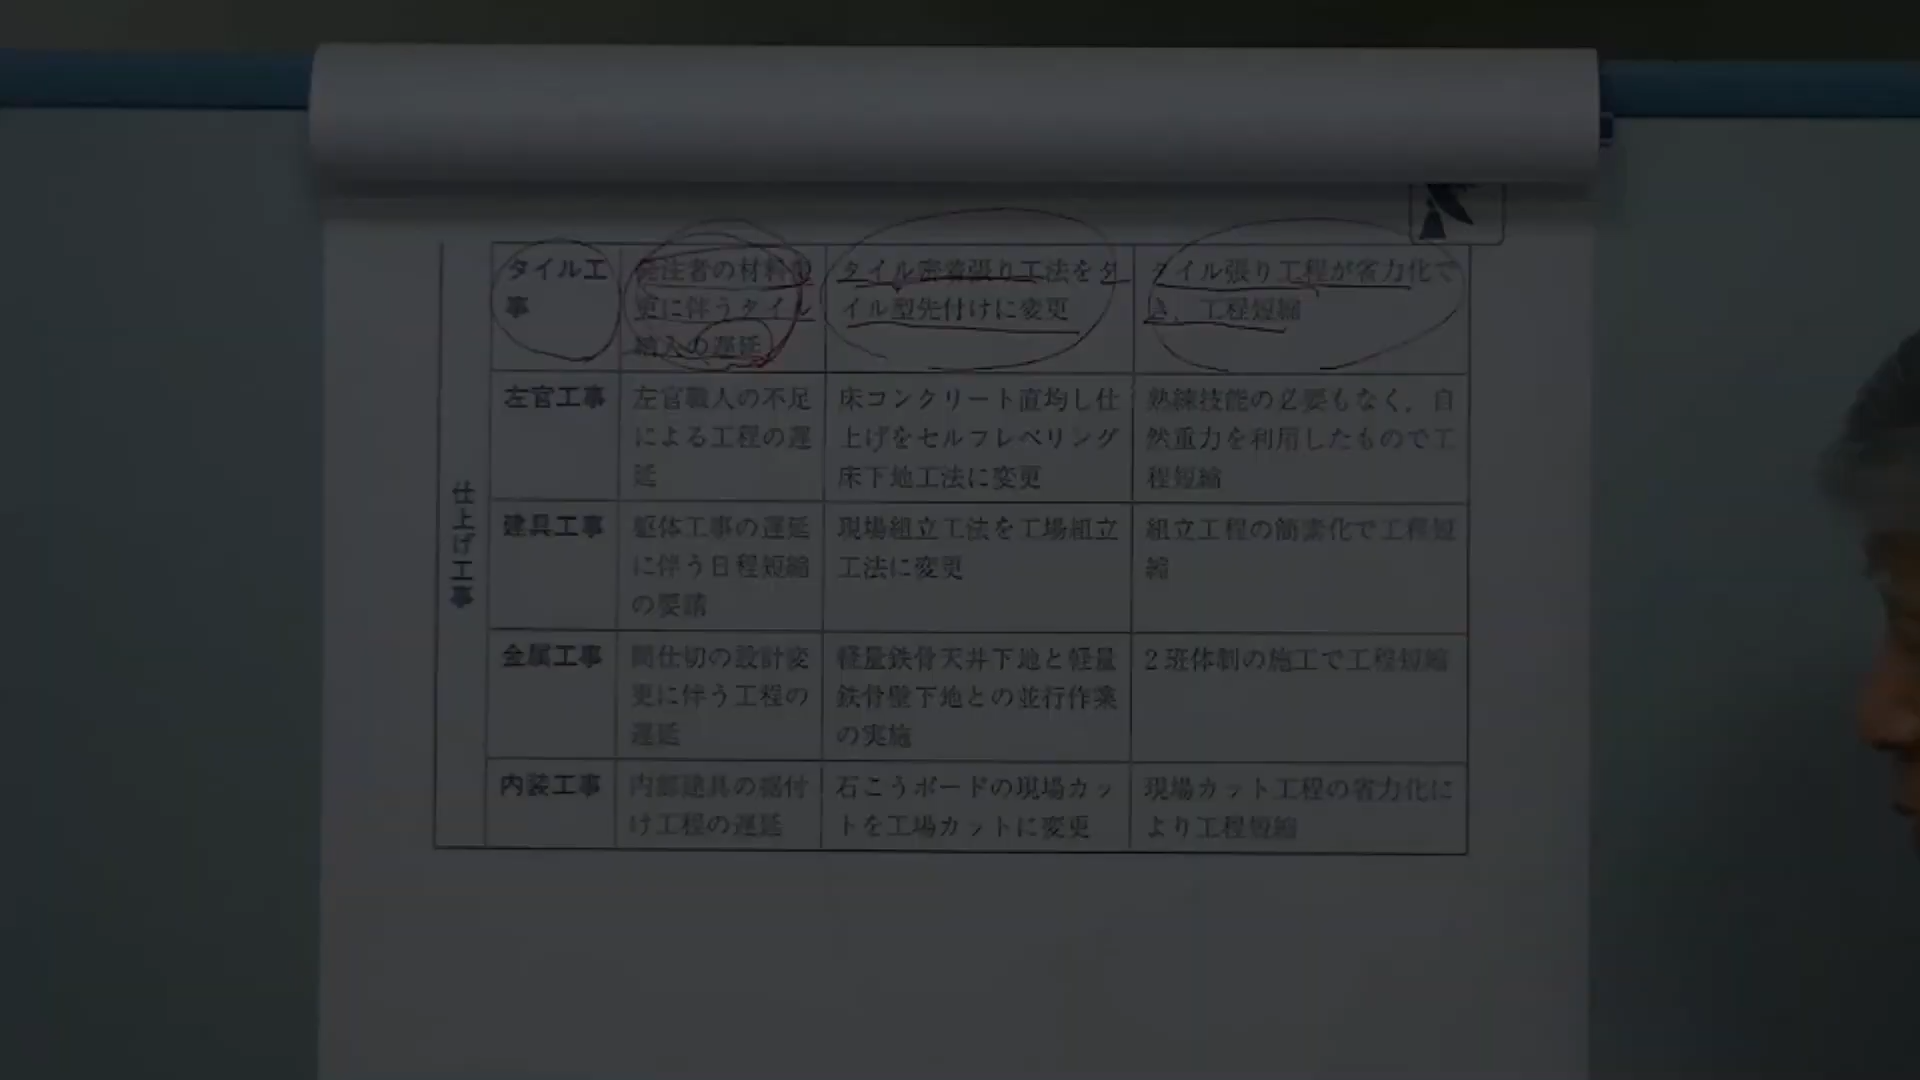 仕上げ工事
タイル工
事
発注者の材料変
更に伴うタイル
納入の遅延
タイル密着張り工法をタ
イル型先付けに変更
タイル張り工程が省力化で
き、工程短縮
左官工事
左官職人の不足
による工程の遅
延
床コンクリート直均し仕
上げをセルフレベリング
床下地工法に変更
熟練技能の必要もなく，自
然重力を利用したもので工
程短縮
建具工事
躯体工事の遅延
に伴う日程短縮
の要請
現場組立工法を工場組立
工法に変更
組立工程の簡素化で工程短
縮
金属工事
間仕切の設計変
更に伴う工程の
遅延
軽量鉄骨天井下地と軽量
鉄骨壁下地との並行作業
の実施
2班体制の施工で工程短縮
内装工事
内部建具の据付
け工程の遅延
石こうボードの現場カッ
トを工場カットに変更
現場カット工程の省力化に
より工程短縮